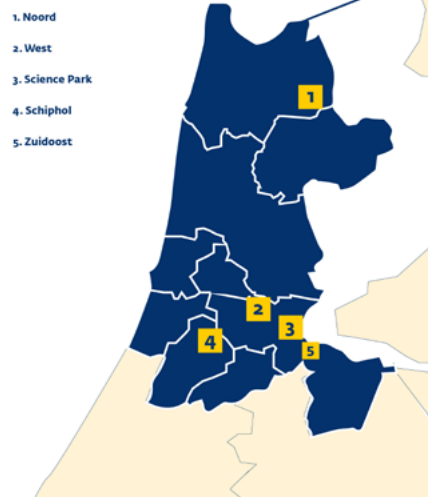 1. Noord
2. West
3. Science Park
4. Schiphol
5. Zuidoost
1
2
3
4
5